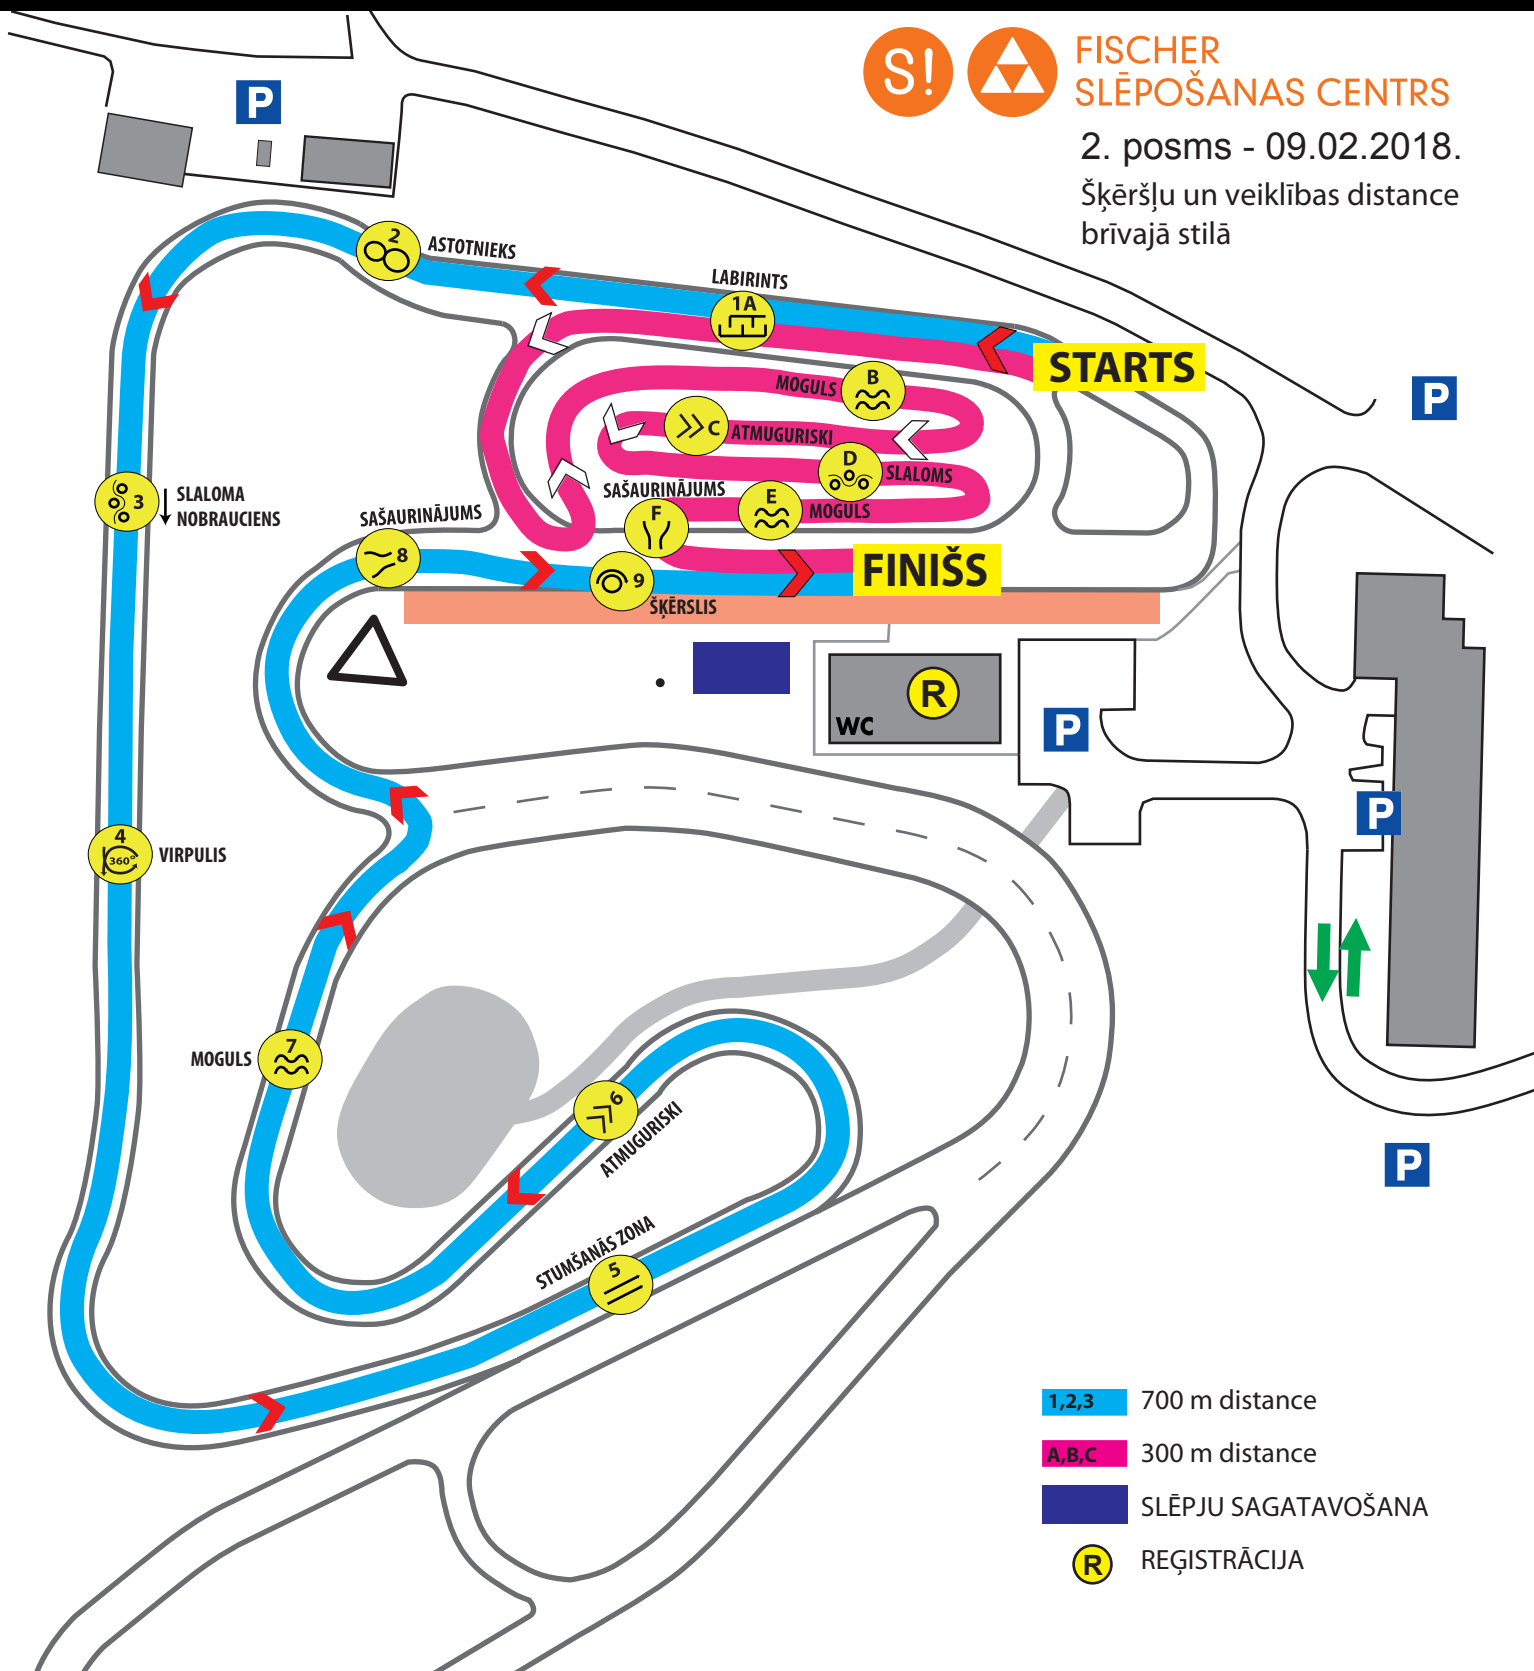 S!
FISCHER
SLĒPOŠANAS CENTRS
2. posms - 09.02.2018.
Šķēršļu un veiklības distance
brīvajā stilā
P
2
ASTOTNIEKS
LABIRINTS
1A
STARTS
MOGULS
B
P
C
ATMUGURISKI
D
SLALOMS
SAŠAURINĀJUMS
E
MOGULS
F
3
SLALOMA
NOBRAUCIENS
SAŠAURINĀJUMS
8
9
ŠĶĒRSLIS
FINIŠS
R
WC
P
P
4
360°
VIRPULIS
7
MOGULS
6
ATMUGURISKI
P
STUMŠANĀS ZONA
5
1,2,3
700 m distance
A,B,C
300 m distance
SLĒPJU SAGATAVOŠANA
R
REĢISTRĀCIJA